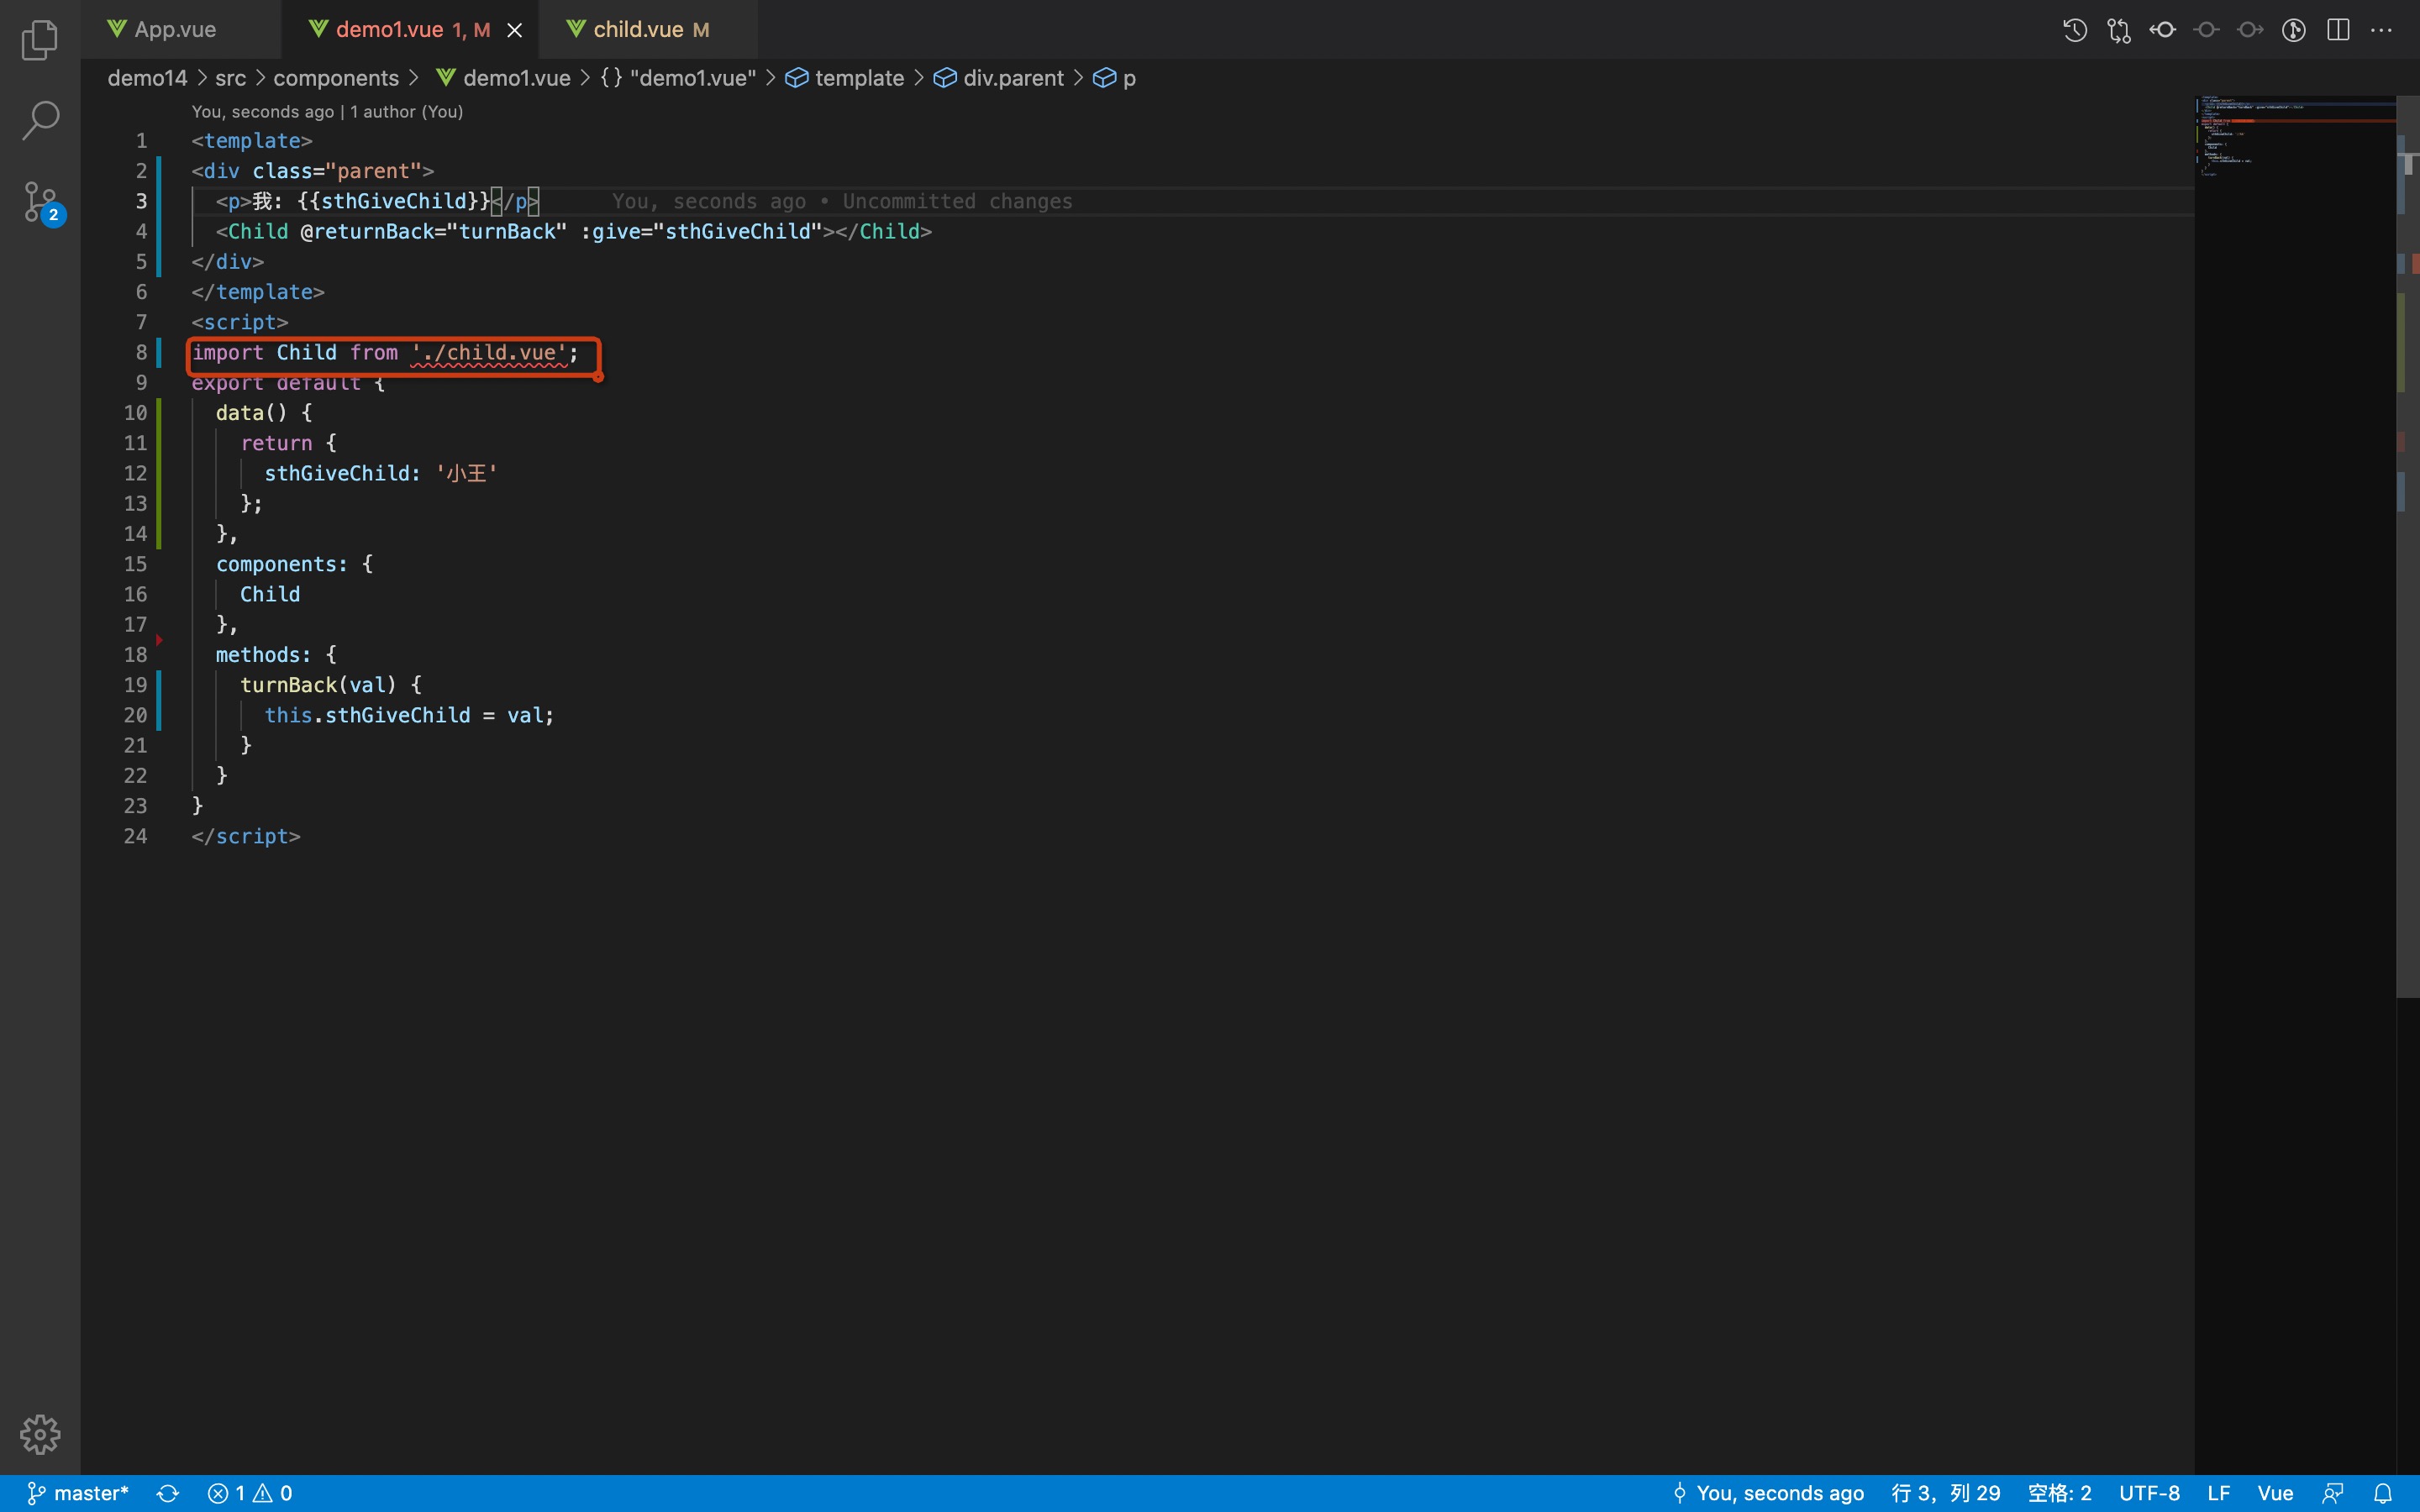 App.vue
demo1.vue 1, M
child.vue M
demo14 > src > components > demo1.vue > {} "demo1.vue" > template > div.parent > p
You, seconds ago | 1 author (You)
1 <template>
2 <div class="parent">
3 <p>我: {{sthGiveChild}}</p> You, seconds ago • Uncommitted changes
4 <Child @returnBack="turnBack" :give="sthGiveChild"></Child>
5 </div>
6 </template>
7 <script>
8 import Child from './child.vue';
9 export default {
10 data() {
11 return {
12 sthGiveChild: '小王'
13 };
14 },
15 components: {
16 Child
17 },
18 methods: {
19 turnBack(val) {
20 this.sthGiveChild = val;
21 }
22 }
23 }
24 </script>
2
master* 1 0 You, seconds ago 行 3，列 29 空格: 2 UTF-8 LF Vue